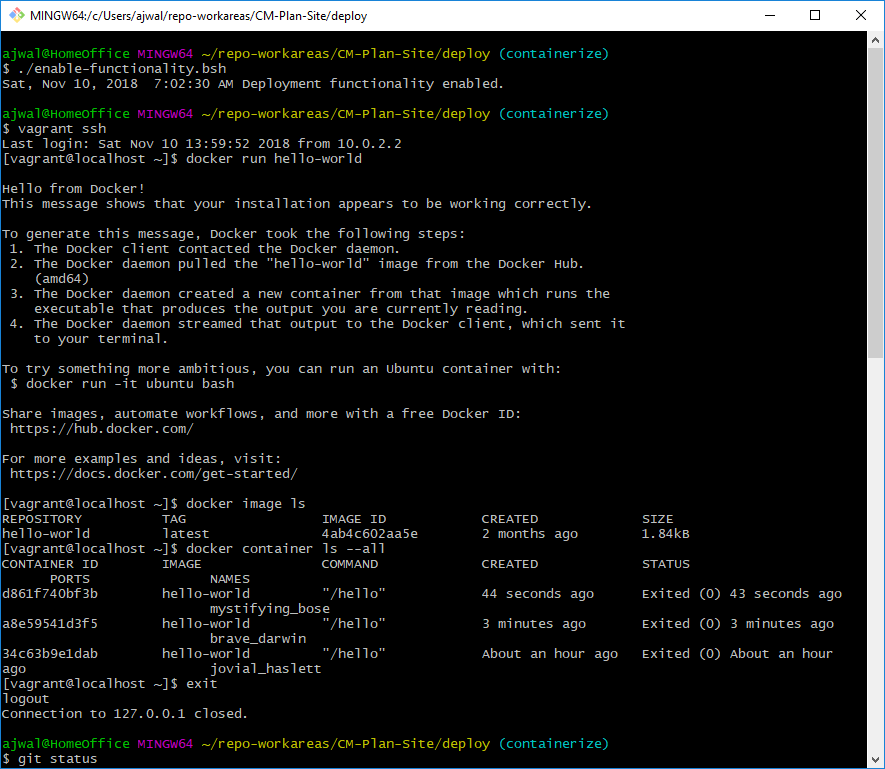 MINGW64:/c/Users/ajwal/repo-workareas/CM-Plan-Site/deploy
ajwal@HomeOffice MINGW64 ~/repo-workareas/CM-Plan-Site/deploy (containerize)
$ ./enable-functionality.bsh
Sat, Nov 10, 2018  7:02:30 AM Deployment functionality enabled.
ajwal@HomeOffice MINGW64 ~/repo-workareas/CM-Plan-Site/deploy (containerize)
$ vagrant ssh
Last login: Sat Nov 10 13:59:52 2018 from 10.0.2.2
[vagrant@localhost ~]$ docker run hello-world
Hello from Docker!
This message shows that your installation appears to be working correctly.
To generate this message, Docker took the following steps:
 1. The Docker client contacted the Docker daemon.
 2. The Docker daemon pulled the "hello-world" image from the Docker Hub.
    (amd64)
 3. The Docker daemon created a new container from that image which runs the
    executable that produces the output you are currently reading.
 4. The Docker daemon streamed that output to the Docker client, which sent it
    to your terminal.
To try something more ambitious, you can run an Ubuntu container with:
 $ docker run -it ubuntu bash
Share images, automate workflows, and more with a free Docker ID:
 https://hub.docker.com/
For more examples and ideas, visit:
 https://docs.docker.com/get-started/
[vagrant@localhost ~]$ docker image ls
REPOSITORY          TAG                 IMAGE ID            CREATED             SIZE
hello-world         latest              4ab4c602aa5e        2 months ago        1.84kB
[vagrant@localhost ~]$ docker container ls --all
CONTAINER ID        IMAGE               COMMAND             CREATED             STATUS
      PORTS               NAMES
d861f740bf3b        hello-world         "/hello"            44 seconds ago      Exited (0) 43 seconds ago
                          mystifying_bose
a8e59541d3f5        hello-world         "/hello"            3 minutes ago       Exited (0) 3 minutes ago
                          brave_darwin
34c63b9e1dab        hello-world         "/hello"            About an hour ago   Exited (0) About an hour
ago                       jovial_haslett
[vagrant@localhost ~]$ exit
logout
Connection to 127.0.0.1 closed.
ajwal@HomeOffice MINGW64 ~/repo-workareas/CM-Plan-Site/deploy (containerize)
$ git status